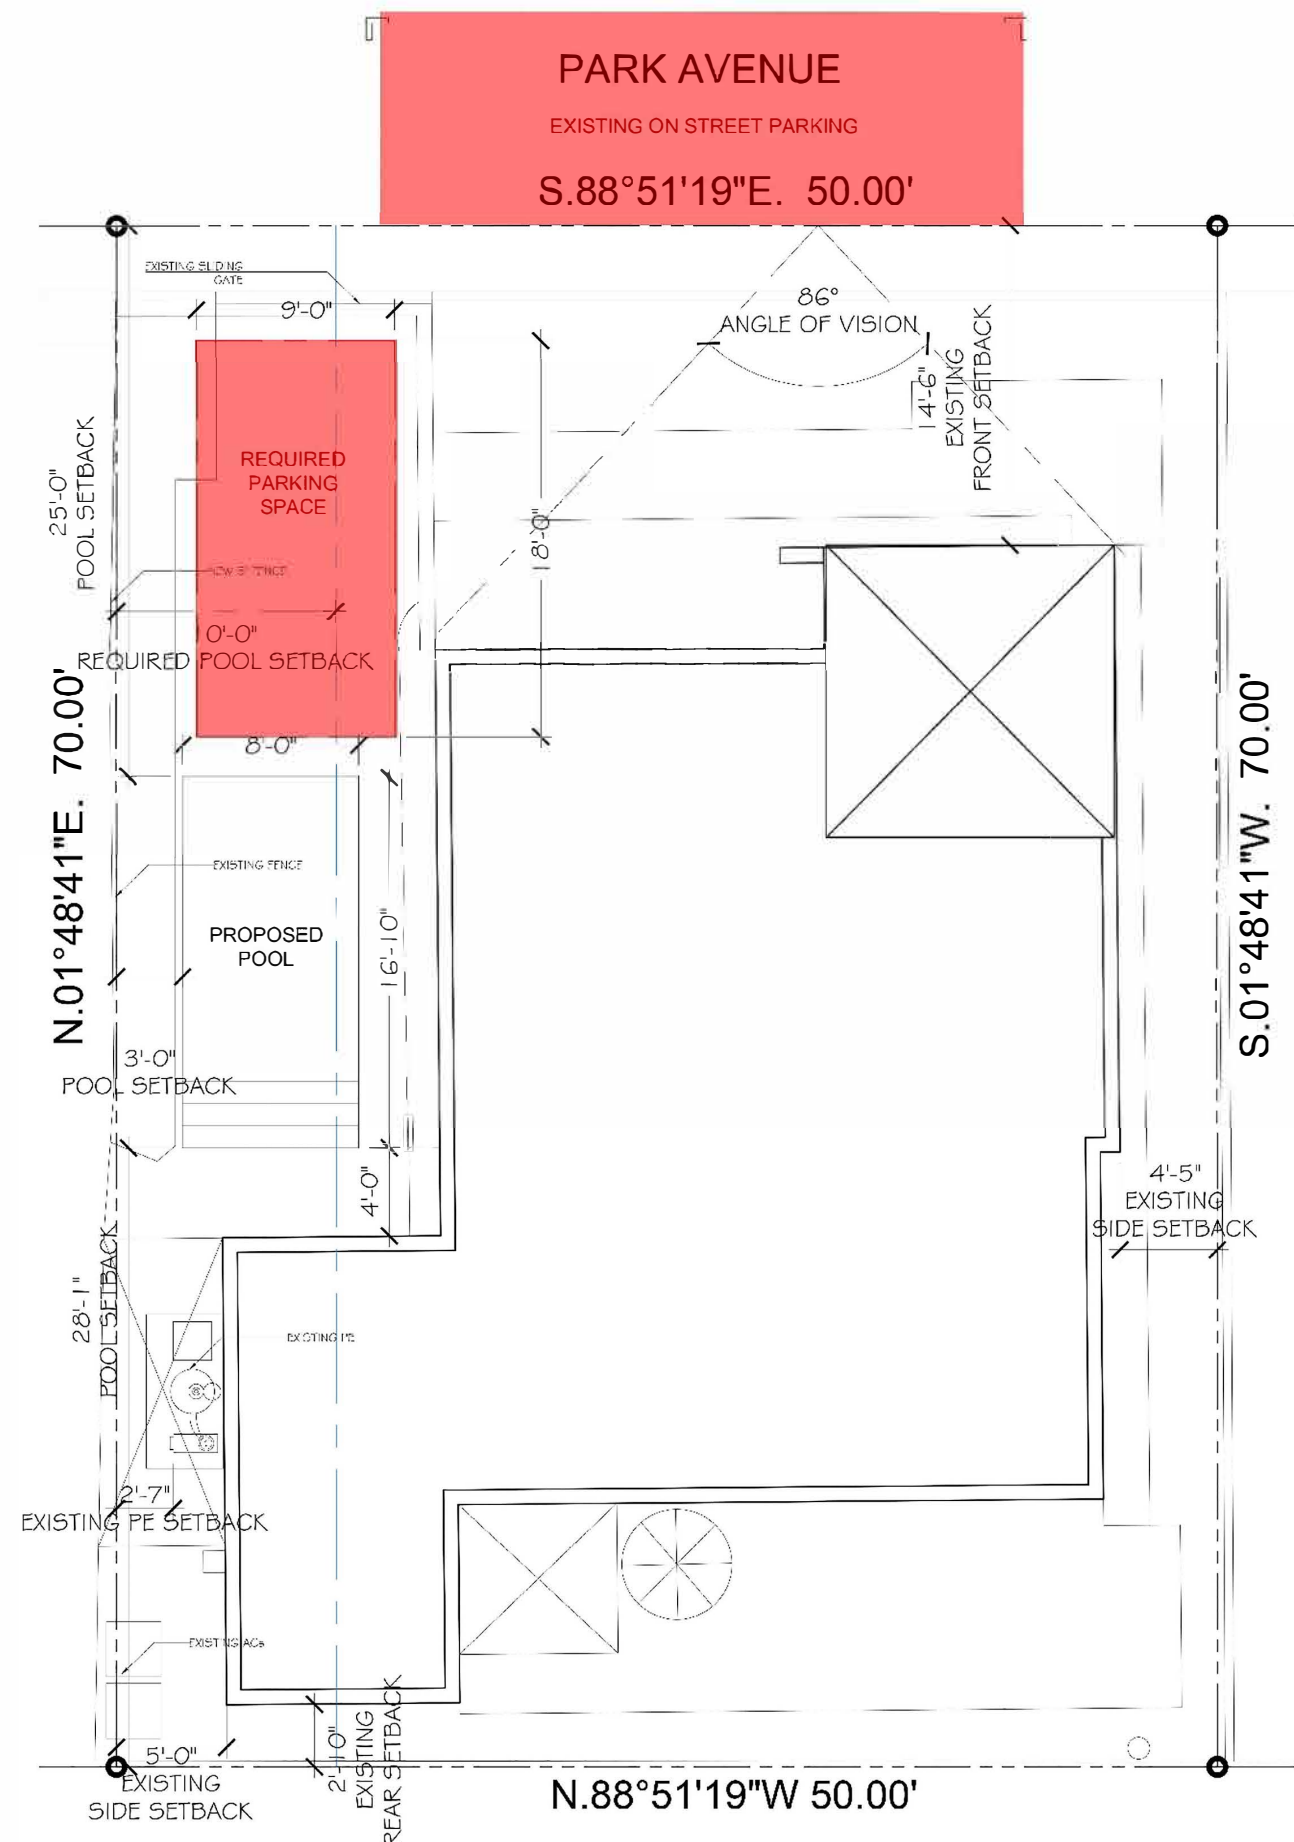 PARK AVENUE
EXISTING ON STREET PARKING
S.88°51'19"E. 50.00'
EXISTING SLIDING
GATE
9'-0"
86°
ANGLE OF VISION
14'-6"
EXISTING
FRONT SETBACK
25'-0"
POOL SETBACK
REQUIRED
PARKING
SPACE
18'-0"
0'-0"
REQUIRED POOL SETBACK
8'-0"
N.01°48'41"E. 70.00'
S.01°48'41"W. 70.00'
EXISTING FENCE
PROPOSED
POOL
16'-10"
3'-0"
POOL SETBACK
4'-0"
4'-5"
EXISTING
SIDE SETBACK
28'-1"
POOL SETBACK
EXISTING PE
2'-7"
EXISTING PE SETBACK
EXISTING ACs
5'-0"
EXISTING
SIDE SETBACK
2'-10"
EXISTING
REAR SETBACK
N.88°51'19"W 50.00'